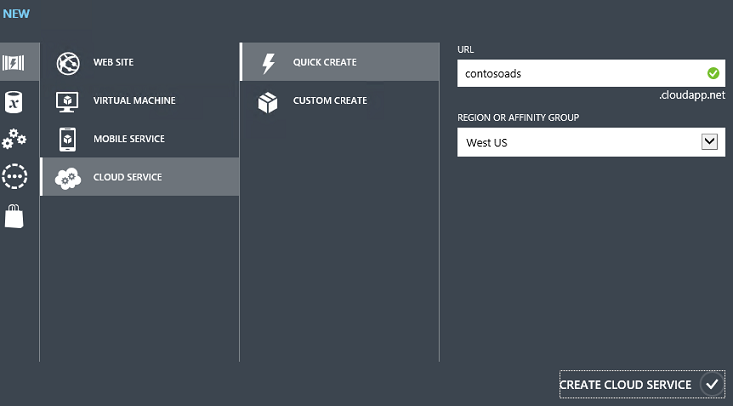 NEW
WEB SITE
VIRTUAL MACHINE
MOBILE SERVICE
CLOUD SERVICE
QUICK CREATE
CUSTOM CREATE
URL
contosoads
.cloudapp.net
REGION OR AFFINITY GROUP
West US
CREATE CLOUD SERVICE